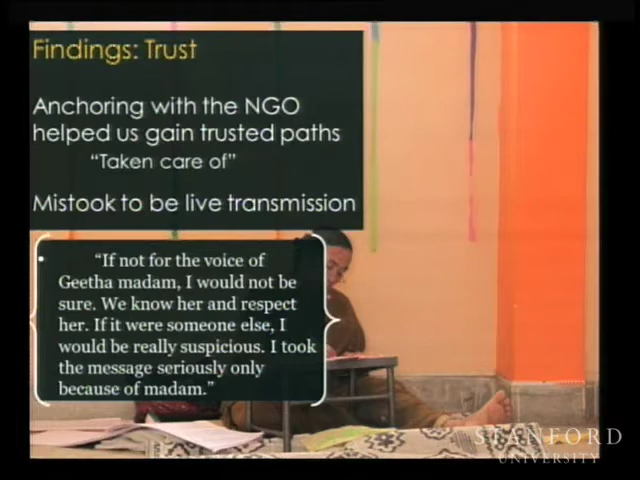 Findings: Trust
Anchoring with the NGO
helped us gain trusted paths
“Taken care of”
Mistook to be live transmission
“If not for the voice of
Geetha madam, I would not be
sure. We know her and respect
her. If it were someone else, I
would be really suspicious. I took
the message seriously only
because of madam.”
STANFORD
UNIVERSITY